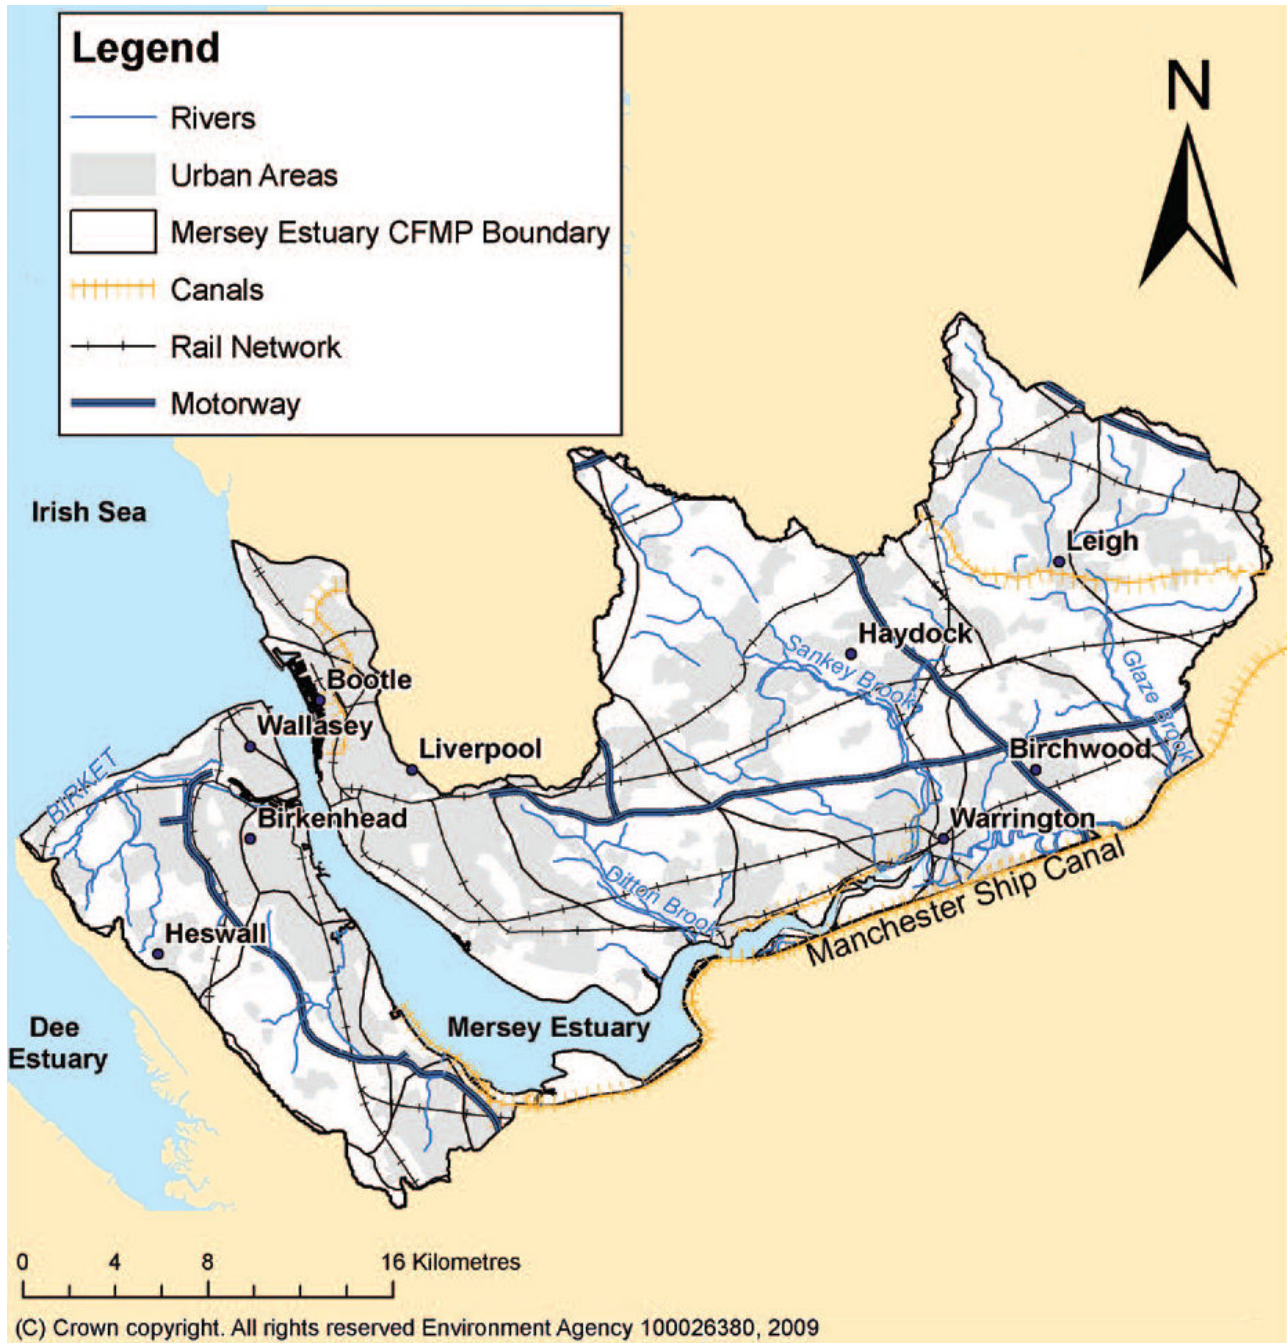 Legend
Rivers
Urban Areas
Mersey Estuary CFMP Boundary
Canals
Rail Network
Motorway
N
Irish Sea
Leigh
Haydock
Sankey Brook
Glaze Brook
Bootle
Wallasey
Liverpool
Birchwood
BIRKET
Birkenhead
Warrington
Ditton Brook
Manchester Ship Canal
Heswall
Mersey Estuary
Dee
Estuary
0 4 8 16 Kilometres
(C) Crown copyright. All rights reserved Environment Agency 100026380, 2009